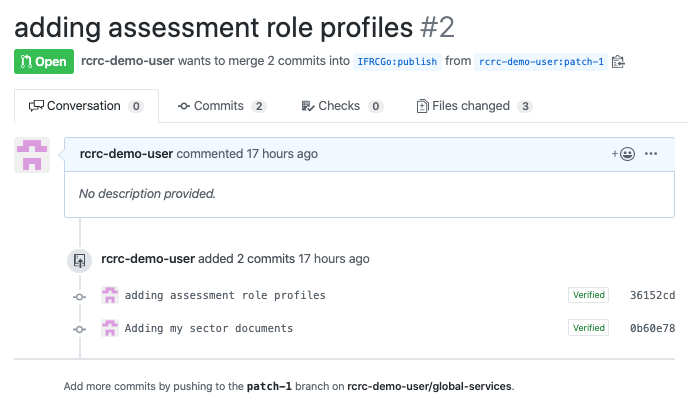 adding assessment role profiles #2
Open rcrc-demo-user wants to merge 2 commits into IFRCGo:publish from rcrc-demo-user:patch-1
Conversation 0 Commits 2 Checks 0 Files changed 3
rcrc-demo-user commented 17 hours ago
No description provided.
rcrc-demo-user added 2 commits 17 hours ago
adding assessment role profiles Verified 36152cd
Adding my sector documents Verified 0b60e78
Add more commits by pushing to the patch-1 branch on rcrc-demo-user/global-services.